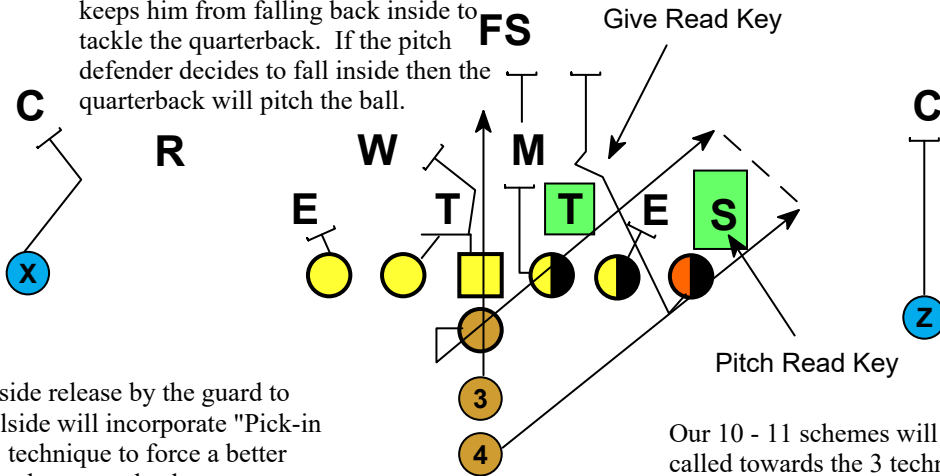 keeps him from falling back inside to
tackle the quarterback. If the pitch
defender decides to fall inside then the
quarterback will pitch the ball.
FS
Give Read Key
C
R
W
M
C
E
T
T
E
S
X
Z
Pitch Read Key
3
4
side release by the guard to
side will incorporate "Pick-in
technique to force a better
Our 10 - 11 schemes will
called towards the 3 techn